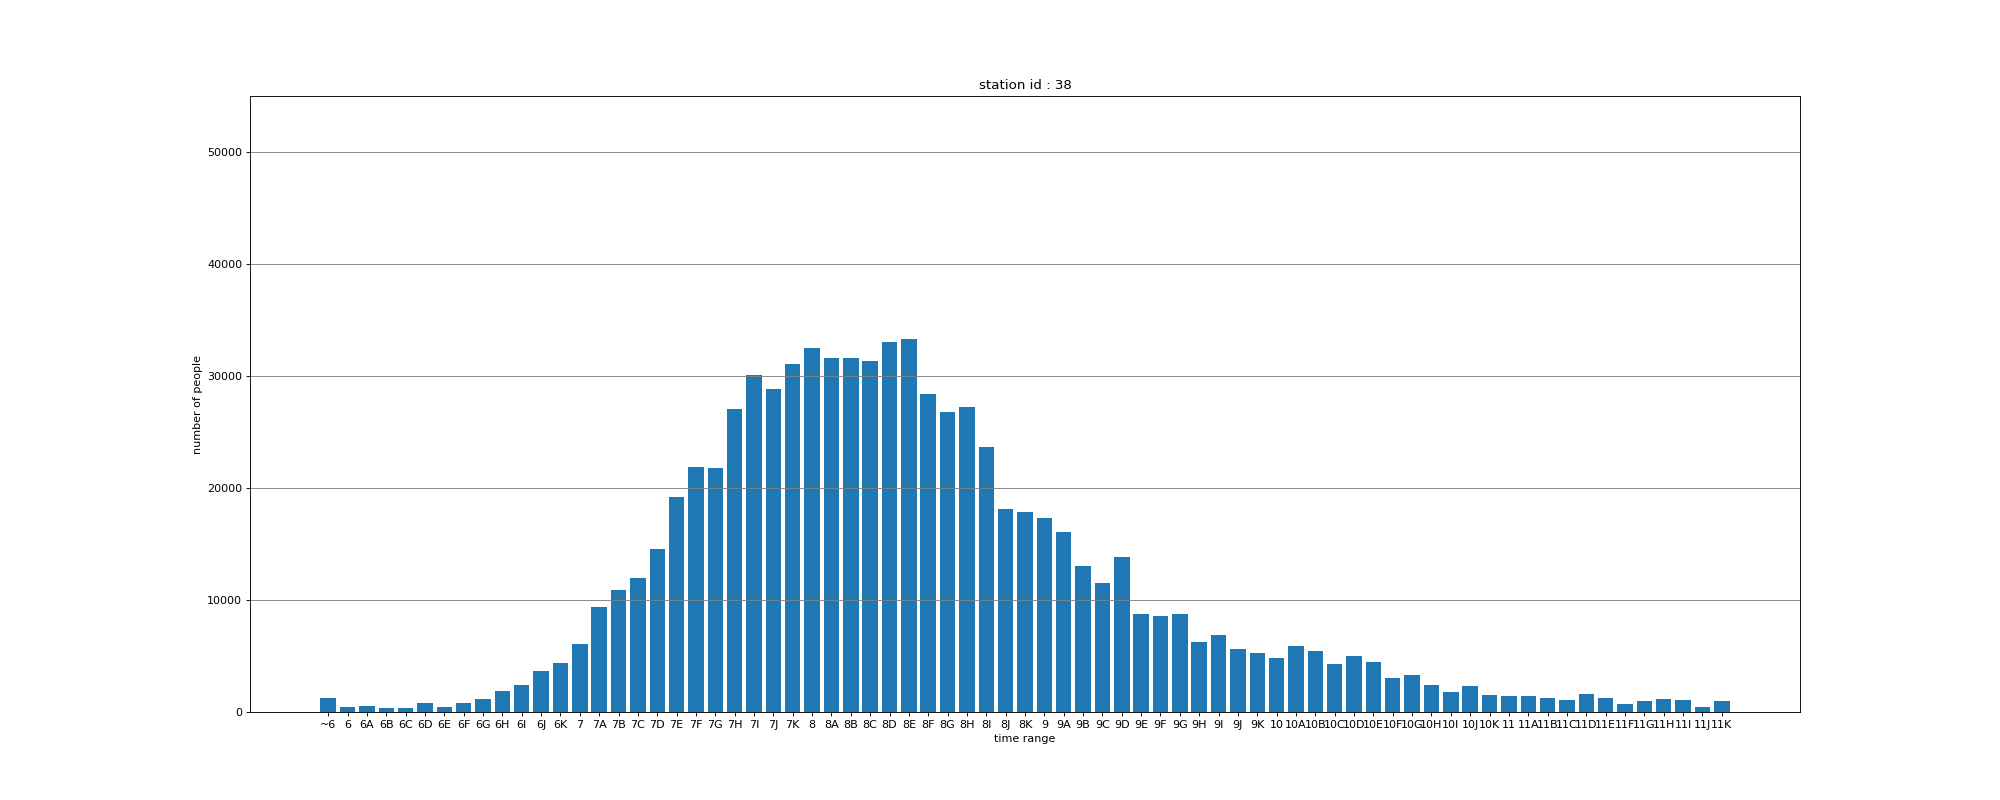 station id : 38
50000
40000
30000
20000
10000
0
number of people
~6 6 6A 6B 6C 6D 6E 6F 6G 6H 6I 6J 6K 7 7A 7B 7C 7D 7E 7F 7G 7H 7I 7J 7K 8 8A 8B 8C 8D 8E 8F 8G 8H 8I 8J 8K 9 9A 9B 9C 9D 9E 9F 9G 9H 9I 9J 9K 10 10A 10B 10C 10D 10E 10F 10G 10H 10I 10J 10K 11 11A 11B 11C 11D 11E 11F 11G 11H 11I 11J 11K
time range